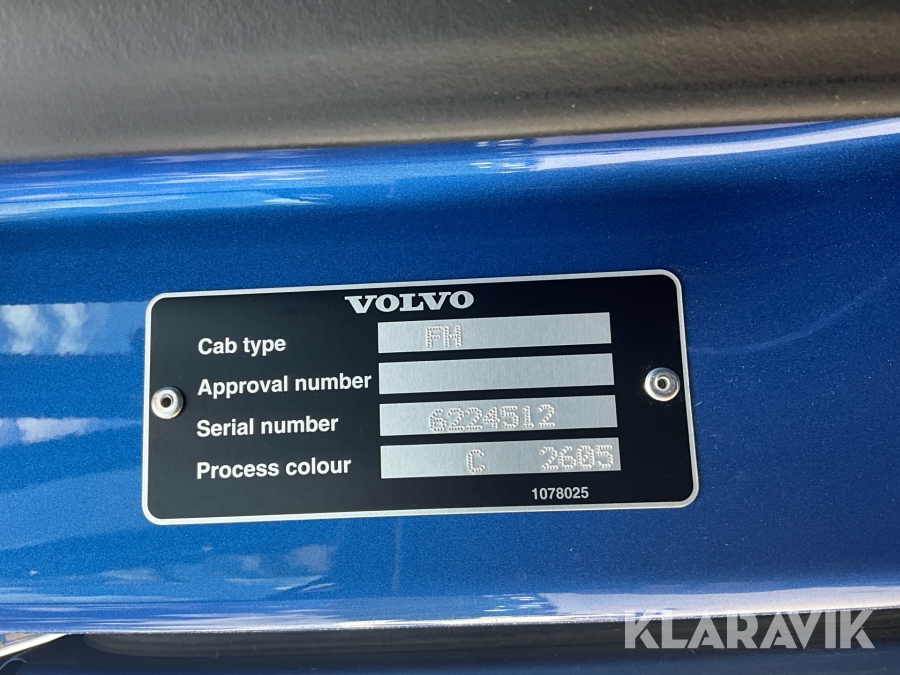 VOLVO
Cab type FH
Approval number
Serial number 6224512
Process colour C 2605
1078025
KLARAVIK